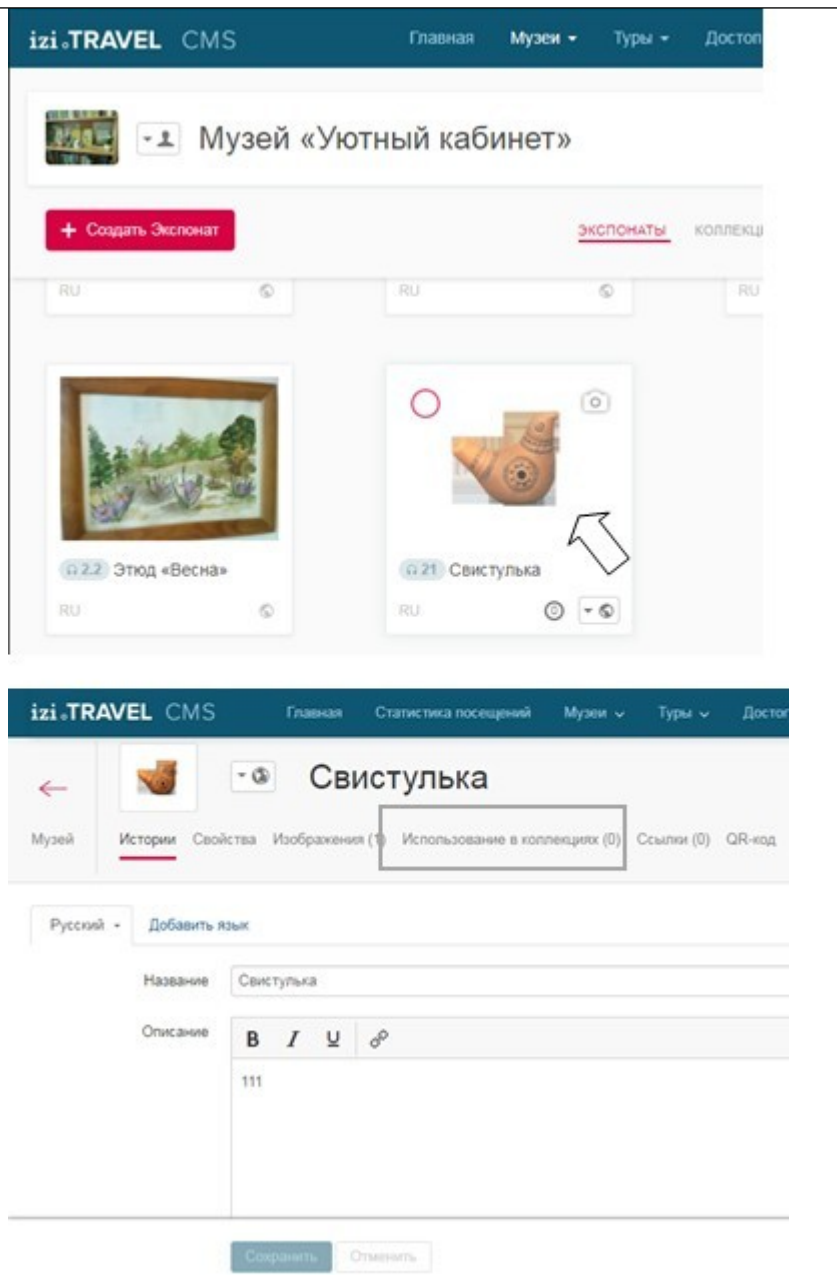 izi.TRAVEL CMS Главная Музеи Туры Достоп
Музей «Уютный кабинет»
+ Создать Экспонат ЭКСПОНАТЫ КОЛЛЕКЦ
RU RU RU
2.2 Этюд «Весна» 21 Свистулька
RU RU
izi.TRAVEL CMS Главная Статистика посещений Музеи Туры Достоп
Свистулька
Музей Истории Свойства Изображения (1) Использование в коллекциях (0) Ссылки (0) QR-код
Русский Добавить язык
Название Свистулька
Описание B I U
111
Сохранить Отменить